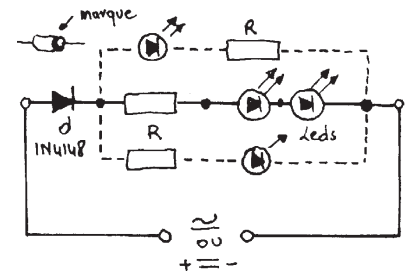 marque
R
R
d
1N4148
Leds
~
ou
+ = -